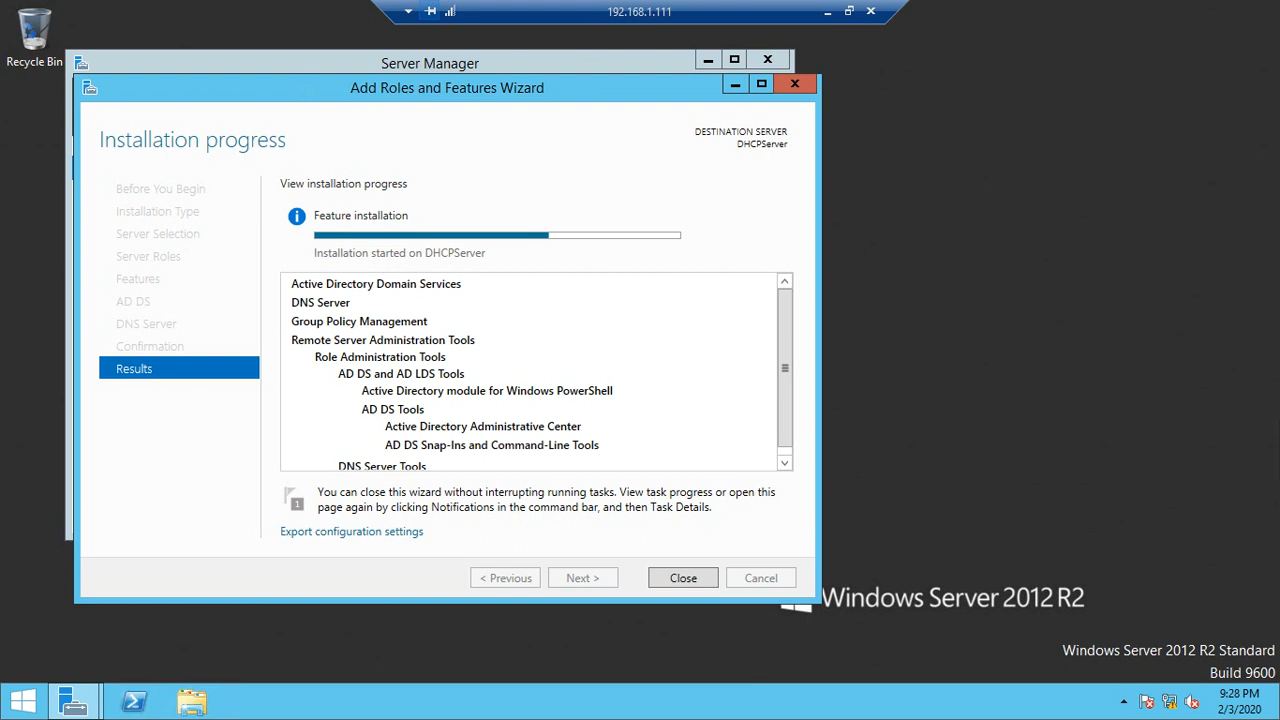 192.168.1.111
Recycle Bin
Server Manager
Add Roles and Features Wizard
Installation progress
DESTINATION SERVER
DHCPServer
Before You Begin
Installation Type
Server Selection
Server Roles
Features
AD DS
DNS Server
Confirmation
Results
View installation progress
Feature installation
Installation started on DHCPServer
Active Directory Domain Services
DNS Server
Group Policy Management
Remote Server Administration Tools
Role Administration Tools
AD DS and AD LDS Tools
Active Directory module for Windows PowerShell
AD DS Tools
Active Directory Administrative Center
AD DS Snap-Ins and Command-Line Tools
DNS Server Tools
1
You can close this wizard without interrupting running tasks. View task progress or open this
page again by clicking Notifications in the command bar, and then Task Details.
Export configuration settings
< Previous
Next >
Close
Cancel
Windows Server 2012 R2
Windows Server 2012 R2 Standard
Build 9600
9:28 PM
2/3/2020